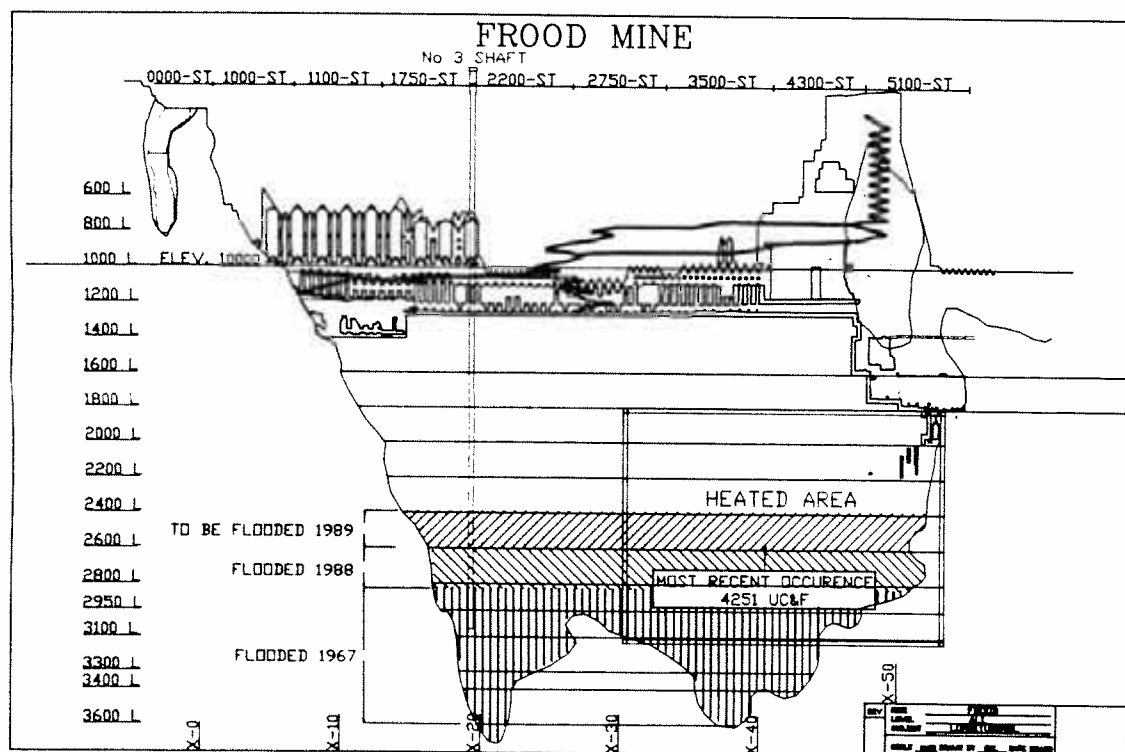 FROOD MINE
No 3 SHAFT
0000-ST 1000-ST 1100-ST 1750-ST 2200-ST 2750-ST 3500-ST 4300-ST 5100-ST
600 L
800 L
1000 L ELEV. 10000
1200 L
1400 L
1600 L
1800 L
2000 L
2200 L
HEATED AREA
2400 L
TO BE FLOODED 1989
2600 L
FLOODED 1988
2800 L
MOST RECENT OCCURENCE
4251 UC&F
2950 L
3100 L
FLOODED 1967
3300 L
3400 L
3600 L
X-0 X-10 X-20 X-30 X-40 X-50
REV
FROOD